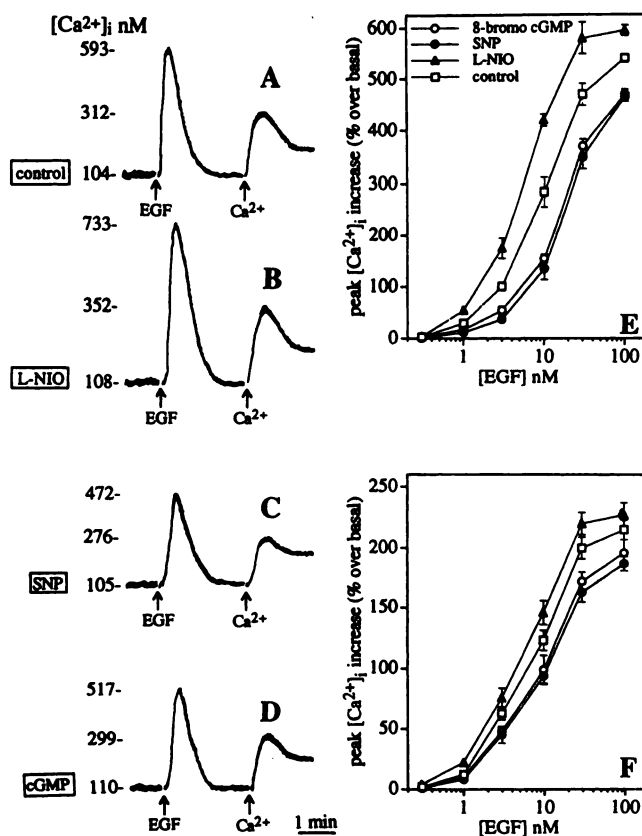 [Ca2+]i nM
593-
A
312-
control
104-
EGF
Ca2+
733-
B
352-
L-NIO
108-
EGF
Ca2+
472-
C
276-
SNP
105-
EGF
Ca2+
517-
D
299-
cGMP
110-
EGF
Ca2+
1 min
8-bromo cGMP
SNP
L-NIO
control
peak [Ca2+]i increase (% over basal)
600
500
400
300
200
100
0
E
1
10
100
[EGF] nM
peak [Ca2+]i increase (% over basal)
250
200
150
100
50
0
F
1
10
100
[EGF] nM